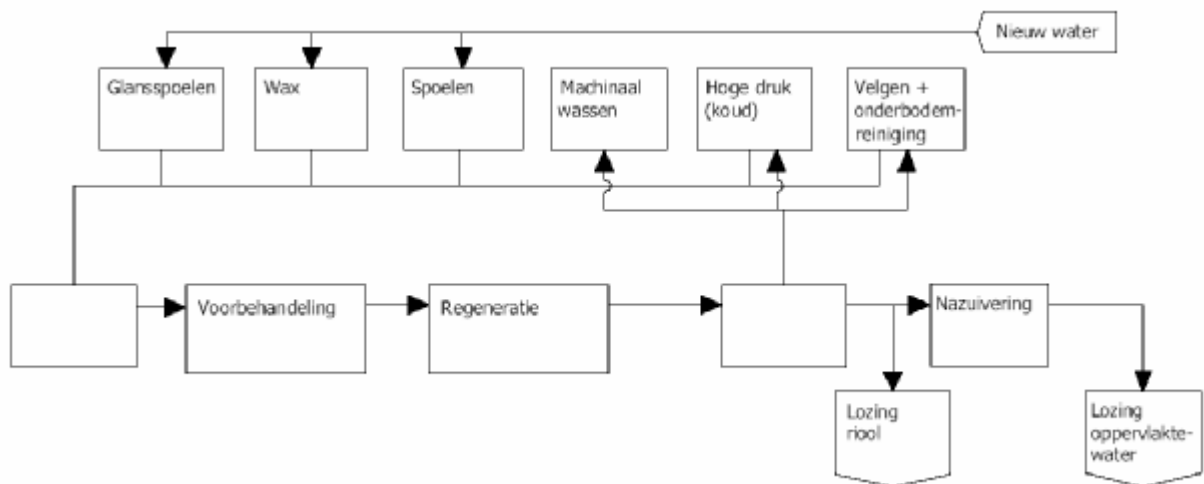 Nieuw water
Glansspoelen
Wax
Spoelen
Machinaal
wassen
Hoge druk
(koud)
Velgen +
onderbodem-
reiniging
Voorbehandeling
Regeneratie
Nazuivering
Lozing
riool
Lozing
oppervlakte-
water